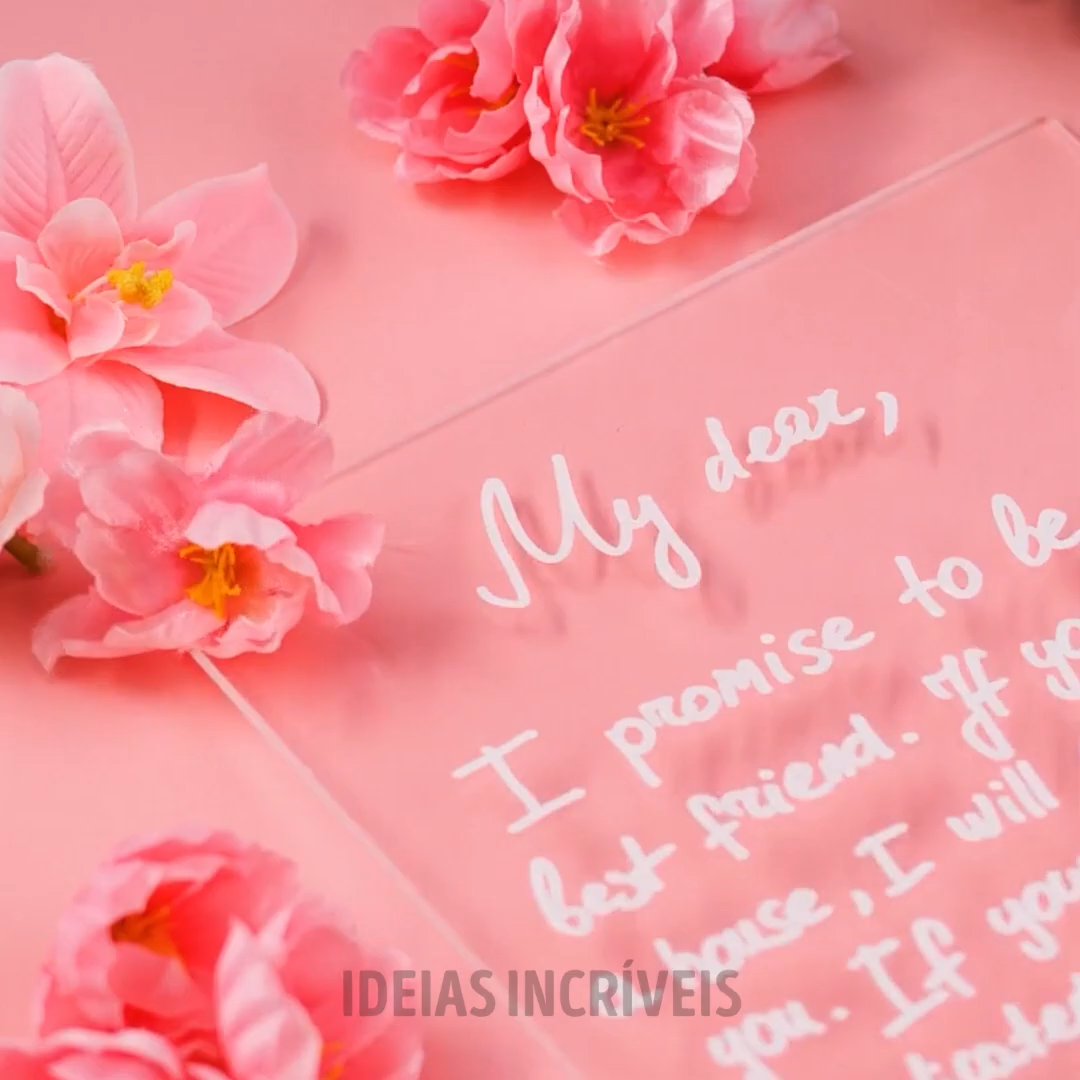 My dear,
I promise to be
best friend. If yo
house, I will
you. If you
IDEIAS INCRÍVEIS